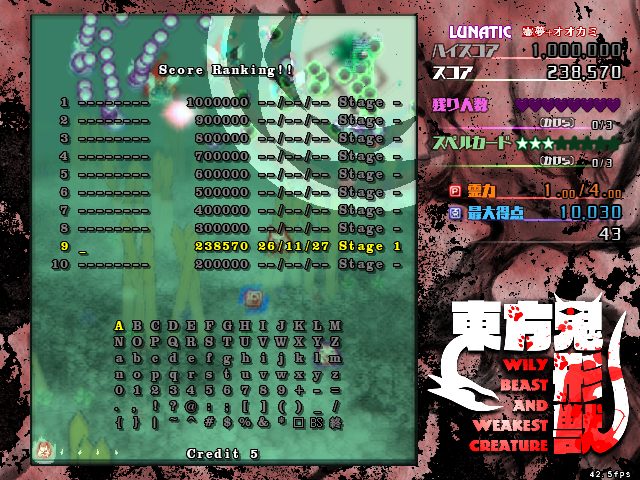 Score Ranking!!
1 -------- 1000000 --/--/-- Stage -
2 -------- 900000 --/--/-- Stage -
3 -------- 800000 --/--/-- Stage -
4 -------- 700000 --/--/-- Stage -
5 -------- 600000 --/--/-- Stage -
6 -------- 500000 --/--/-- Stage -
7 -------- 400000 --/--/-- Stage -
8 -------- 300000 --/--/-- Stage -
9 _ 238570 26/11/27 Stage 1
10 -------- 200000 --/--/-- Stage -
A B C D E F G H I J K L M
N O P Q R S T U V W X Y Z
a b c d e f g h i j k l m
n o p q r s t u v w x y z
0 1 2 3 4 5 6 7 8 9 + - =
. , ! ? @ : ; [ ] ( ) _ /
{ } | ~ ^ # $ % & * □ BS 終
Credit 5
LUNATIC 霊夢+オオカミ
ハイスコア 1,000,000
スコア 238,570
残り人数
(かけら) 0/3
スペルカード ★★★★★★★★
(かけら) 0/3
P 霊力 1.00/4.00
最大得点 10,030
43
東方鬼形獣
WILY
BEAST
AND
WEAKEST
CREATURE
42.5fps